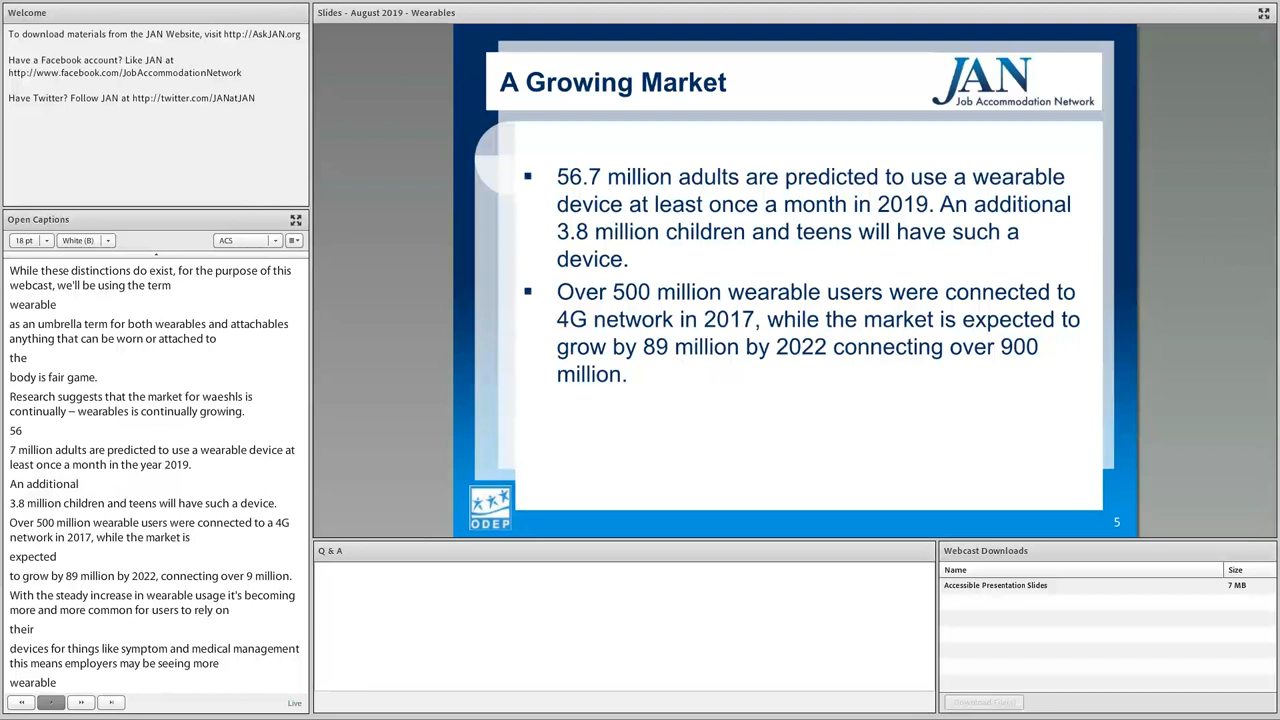 Welcome
To download materials from the JAN Website, visit http://AskJAN.org
Have a Facebook account? Like JAN at
http://www.facebook.com/JobAccommodationNetwork
Have Twitter? Follow JAN at http://twitter.com/JANatJAN
Open Captions
18 pt
White (B)
ACS
While these distinctions do exist, for the purpose of this
webcast, we'll be using the term
wearable
as an umbrella term for both wearables and attachables
anything that can be worn or attached to
the
body is fair game.
Research suggests that the market for waeshls is
continually – wearables is continually growing.
56
7 million adults are predicted to use a wearable device at
least once a month in the year 2019.
An additional
3.8 million children and teens will have such a device.
Over 500 million wearable users were connected to a 4G
network in 2017, while the market is
expected
to grow by 89 million by 2022, connecting over 9 million.
With the steady increase in wearable usage it's becoming
more and more common for users to rely on
their
devices for things like symptom and medical management
this means employers may be seeing more
wearable
Live
Slides - August 2019 - Wearables
A Growing Market
JAN
Job Accommodation Network
▪ 56.7 million adults are predicted to use a wearable
device at least once a month in 2019. An additional
3.8 million children and teens will have such a
device.
▪ Over 500 million wearable users were connected to
4G network in 2017, while the market is expected to
grow by 89 million by 2022 connecting over 900
million.
ODEP
5
Q & A
Webcast Downloads
Name Size
Accessible Presentation Slides 7 MB
Download File(s)